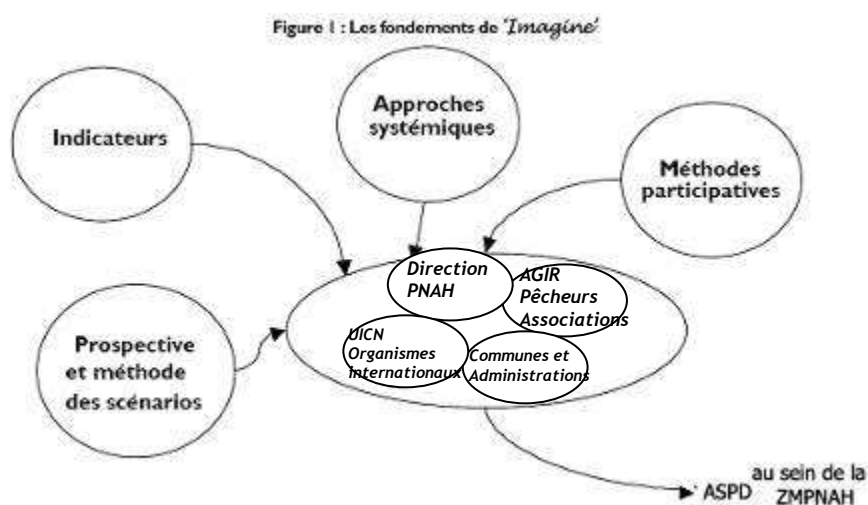 Figure 1 : Les fondements de 'Imagine'
Indicateurs
Approches
systémiques
Méthodes
participatives
Prospective
et méthode
des scénarios
Direction
PNAH
AGIR
Pêcheurs
Associations
UICN
Organismes
Internationaux
Communes et
Administrations
ASPD
au sein de la
ZMPNAH